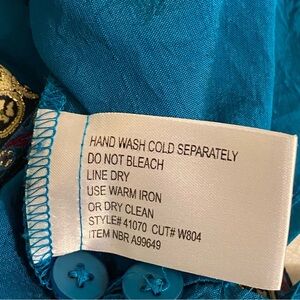 HAND WASH COLD SEPARATELY
DO NOT BLEACH
LINE DRY
USE WARM IRON
OR DRY CLEAN
STYLE# 41070 CUT# W804
ITEM NBR A99649